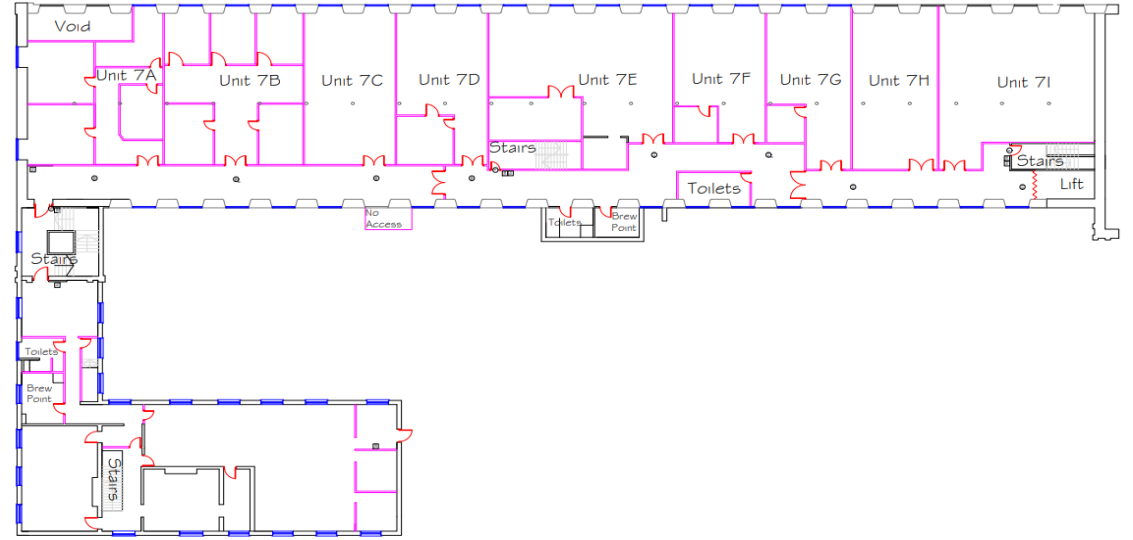 Void
Unit 7A
Unit 7B
Unit 7C
Unit 7D
Unit 7E
Unit 7F
Unit 7G
Unit 7H
Unit 7I
Stairs
Stairs
Toilets
Lift
No
Access
Toilets
Brew
Point
Stairs
Toilets
Brew
Point
Stairs